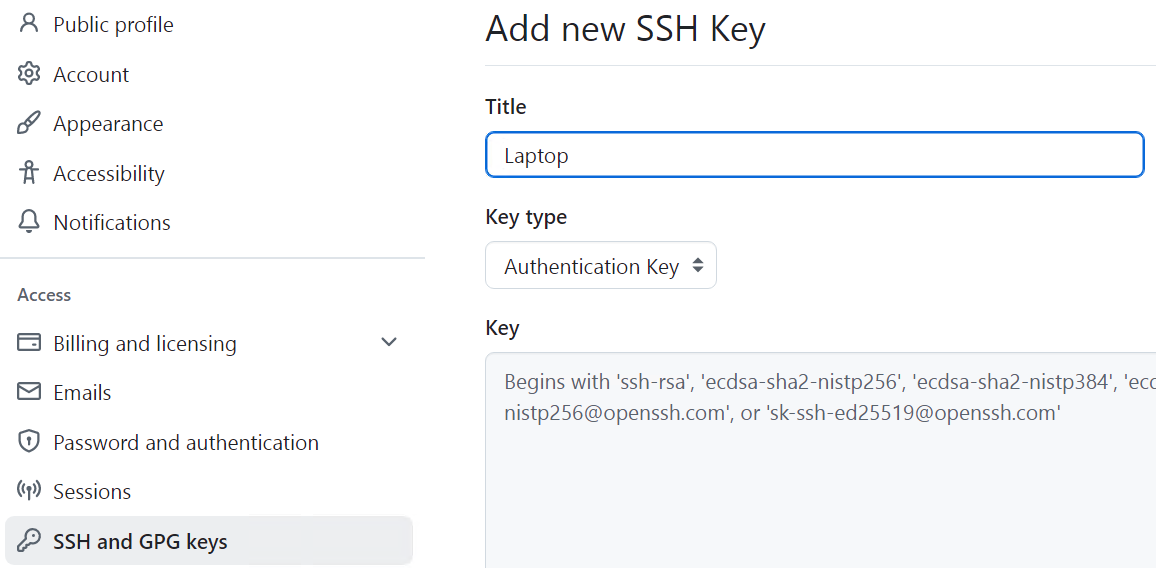 Public profile
Account
Appearance
Accessibility
Notifications
Access
Billing and licensing
Emails
Password and authentication
Sessions
SSH and GPG keys
Add new SSH Key
Title
Laptop
Key type
Authentication Key
Key
Begins with 'ssh-rsa', 'ecdsa-sha2-nistp256', 'ecdsa-sha2-nistp384',
nistp256@openssh.com', or 'sk-ssh-ed25519@openssh.com'